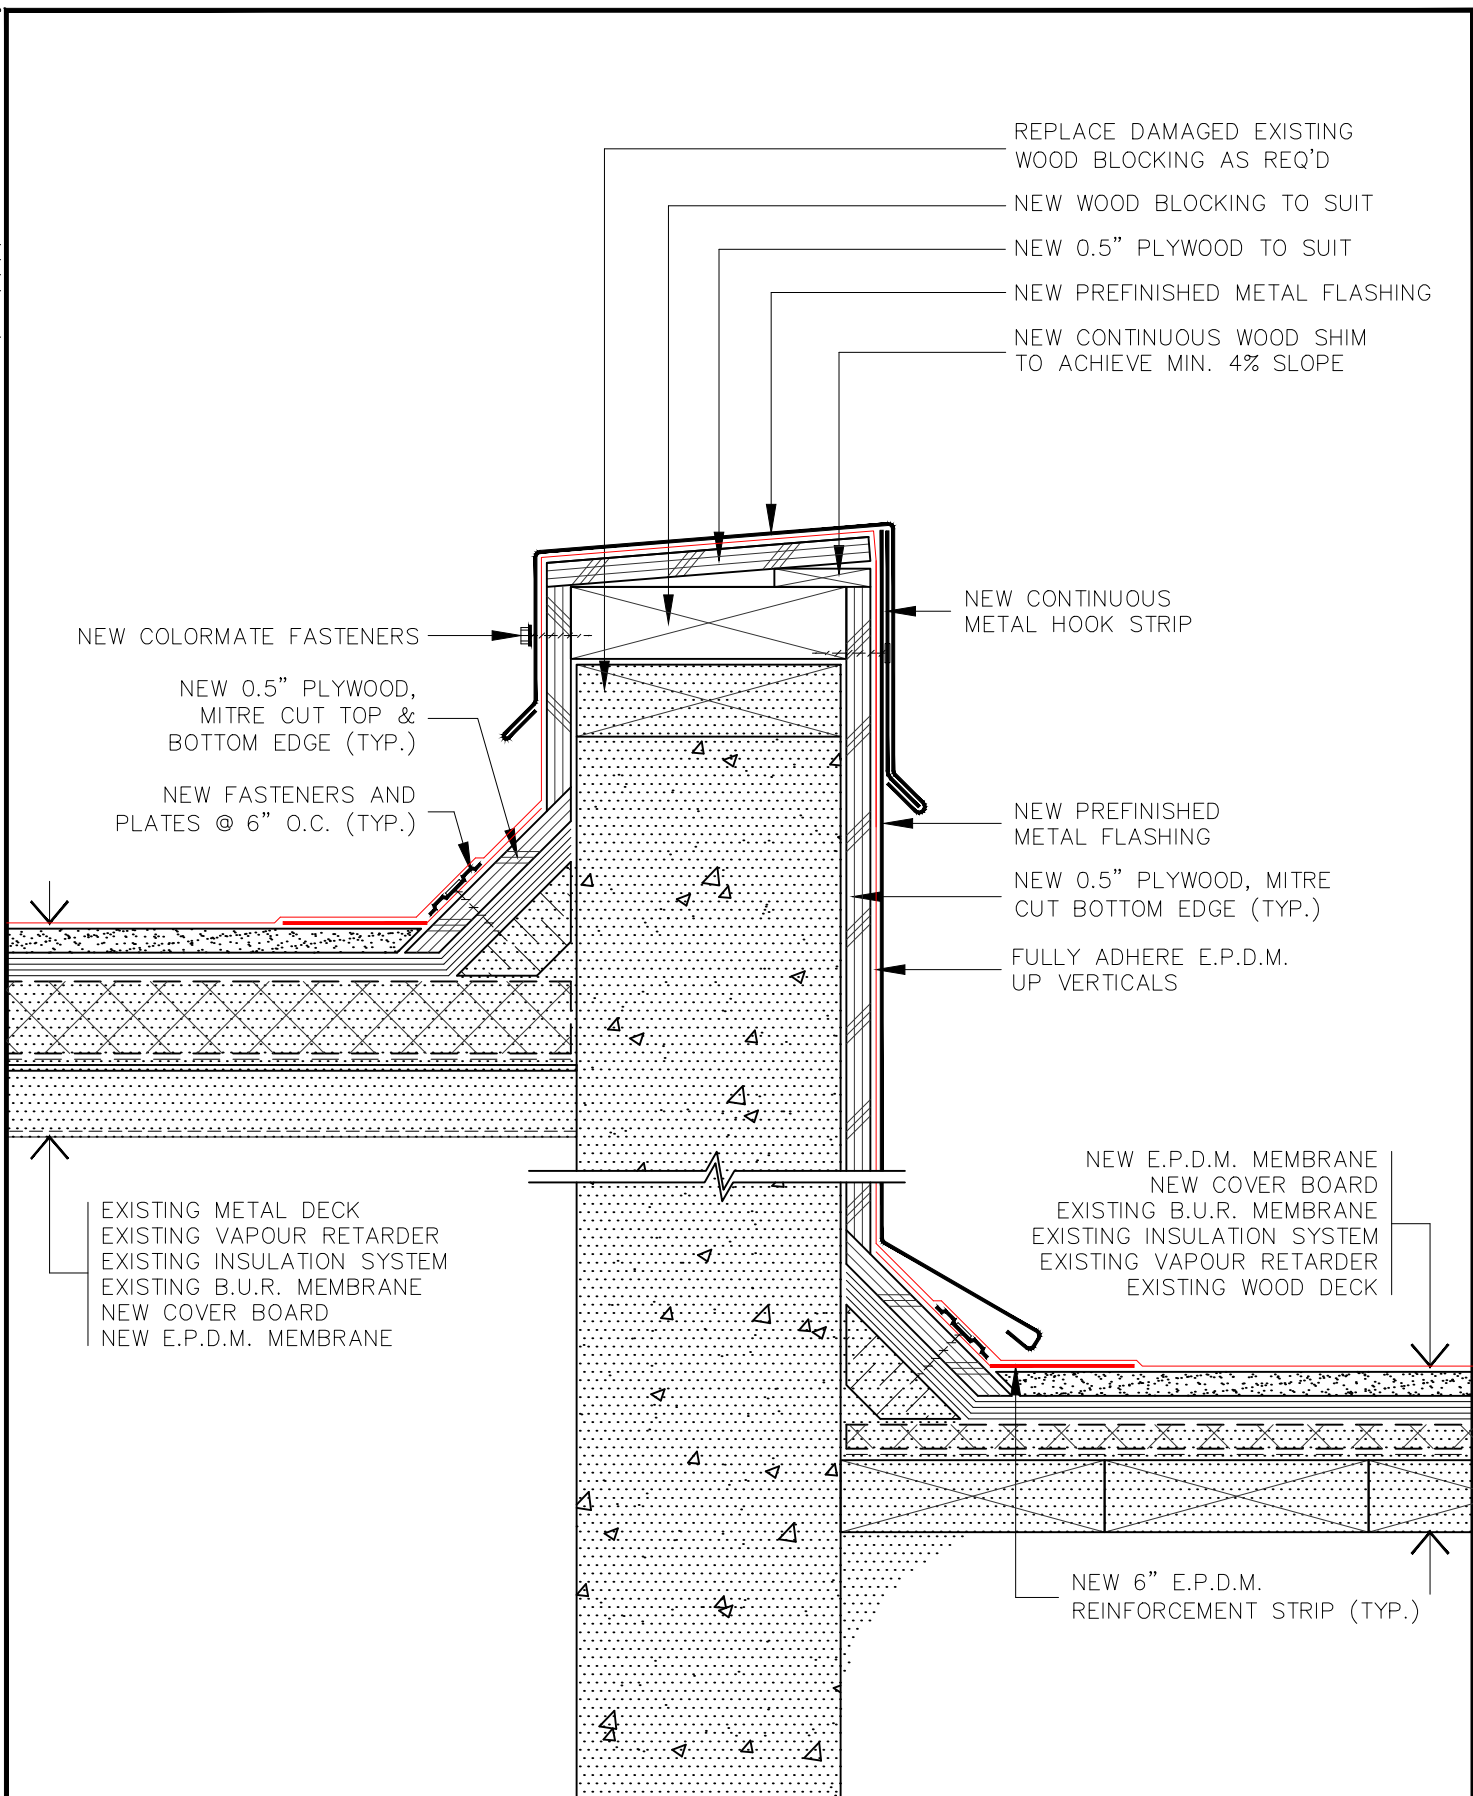 REPLACE DAMAGED EXISTING
WOOD BLOCKING AS REQ'D
NEW WOOD BLOCKING TO SUIT
NEW 0.5" PLYWOOD TO SUIT
NEW PREFINISHED METAL FLASHING
NEW CONTINUOUS WOOD SHIM
TO ACHIEVE MIN. 4% SLOPE
NEW CONTINUOUS
METAL HOOK STRIP
NEW COLORMATE FASTENERS
NEW 0.5" PLYWOOD,
MITRE CUT TOP &
BOTTOM EDGE (TYP.)
NEW FASTENERS AND
PLATES @ 6" O.C. (TYP.)
NEW PREFINISHED
METAL FLASHING
NEW 0.5" PLYWOOD, MITRE
CUT BOTTOM EDGE (TYP.)
FULLY ADHERE E.P.D.M.
UP VERTICALS
EXISTING METAL DECK
EXISTING VAPOUR RETARDER
EXISTING INSULATION SYSTEM
EXISTING B.U.R. MEMBRANE
NEW COVER BOARD
NEW E.P.D.M. MEMBRANE
NEW E.P.D.M. MEMBRANE
NEW COVER BOARD
EXISTING B.U.R. MEMBRANE
EXISTING INSULATION SYSTEM
EXISTING VAPOUR RETARDER
EXISTING WOOD DECK
NEW 6" E.P.D.M.
REINFORCEMENT STRIP (TYP.)